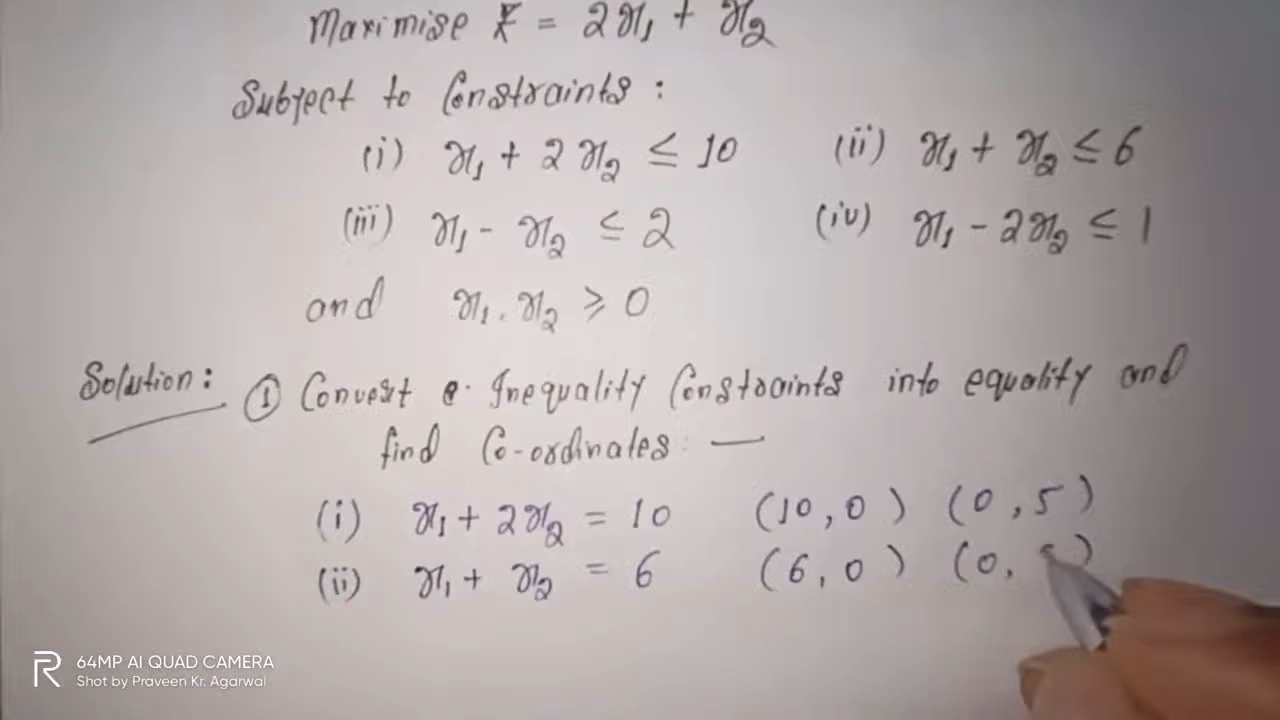 Maximise Z = 2x₁ + x₂
Subject to Constraints :
(i) x₁ + 2 x₂ ≤ 10 (ii) x₁ + x₂ ≤ 6
(iii) x₁ - x₂ ≤ 2 (iv) x₁ - 2x₂ ≤ 1
and x₁, x₂ ≥ 0
Solution : ① Convert Inequality Constraints into equality and
find Co-ordinates : —
(i) x₁ + 2x₂ = 10 (10, 0) (0, 5)
(ii) x₁ + x₂ = 6 (6, 0) (0, )
64MP AI QUAD CAMERA
Shot by Praveen Kr. Agarwal